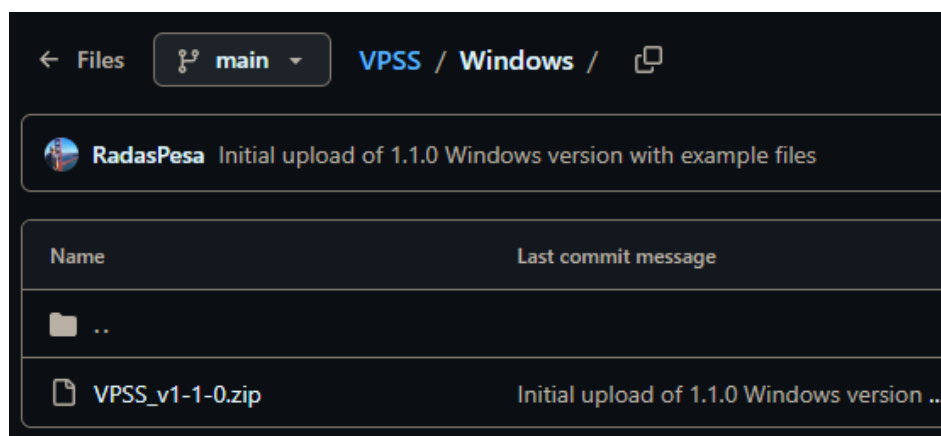 Files main VPSS / Windows /
RadasPesa Initial upload of 1.1.0 Windows version with example files
Name Last commit message
..
VPSS_v1-1-0.zip Initial upload of 1.1.0 Windows version ...